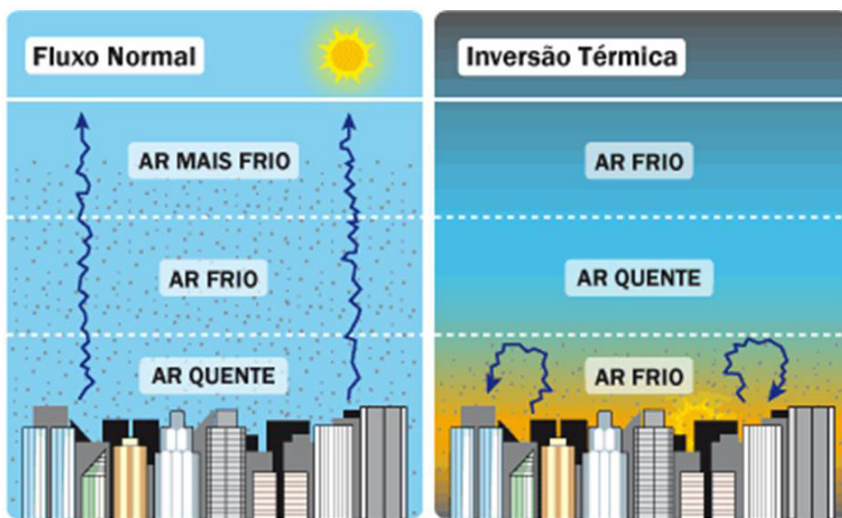 Fluxo Normal
AR MAIS FRIO
AR FRIO
AR QUENTE
Inversão Térmica
AR FRIO
AR QUENTE
AR FRIO